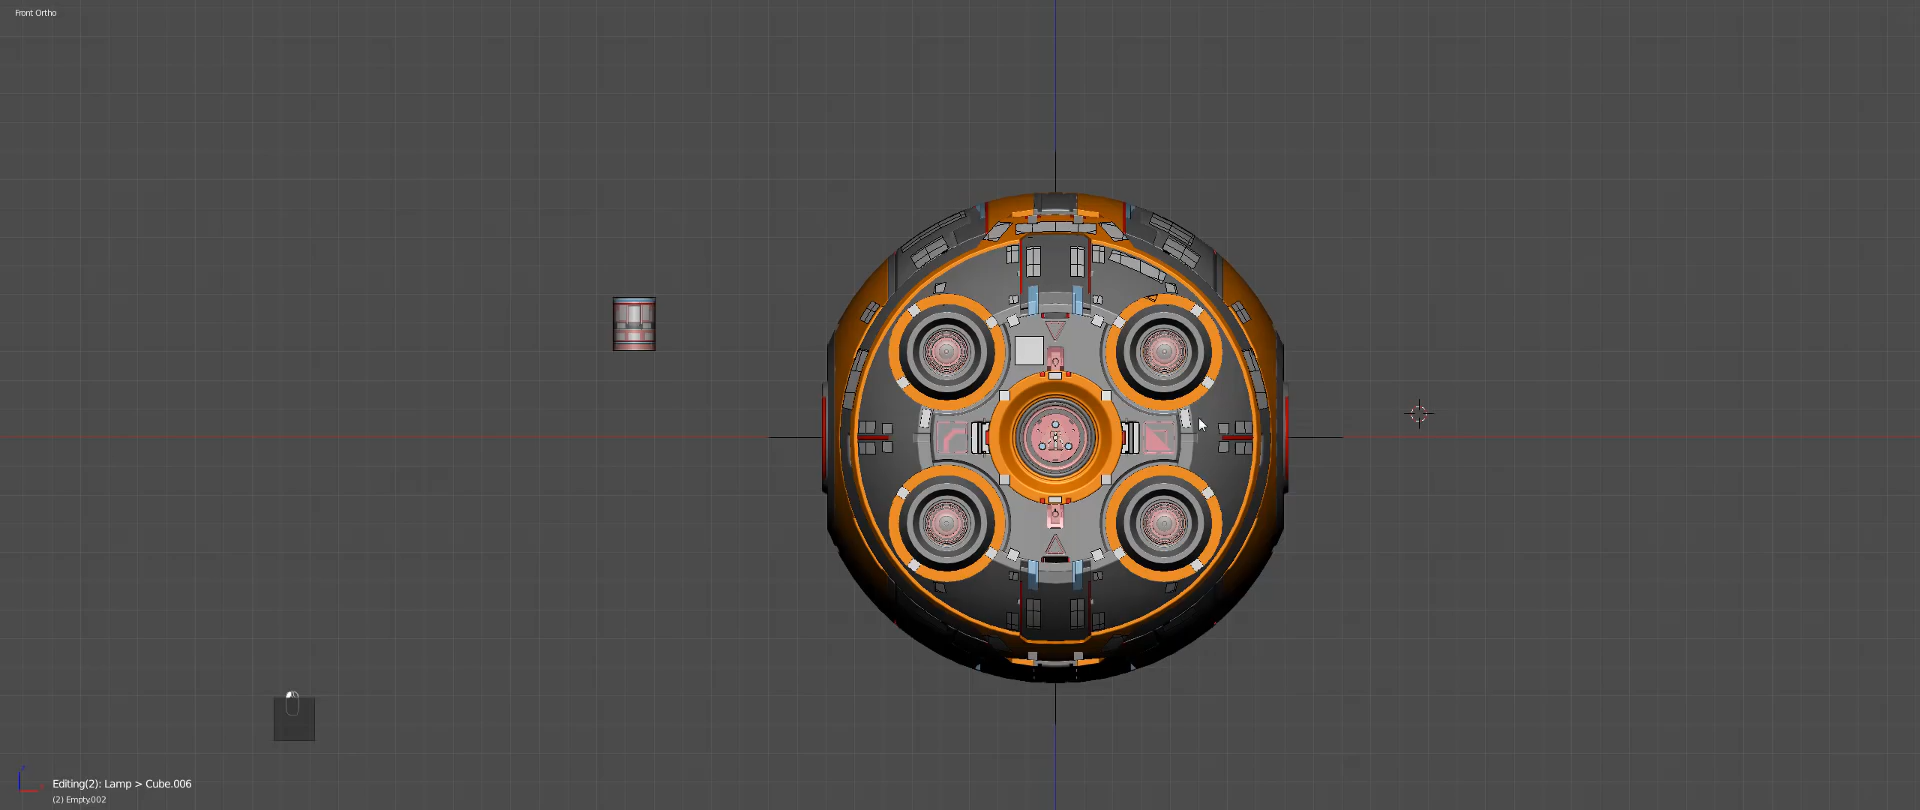 Front Ortho
Editing(2): Lamp > Cube.006
(2) Empty.002